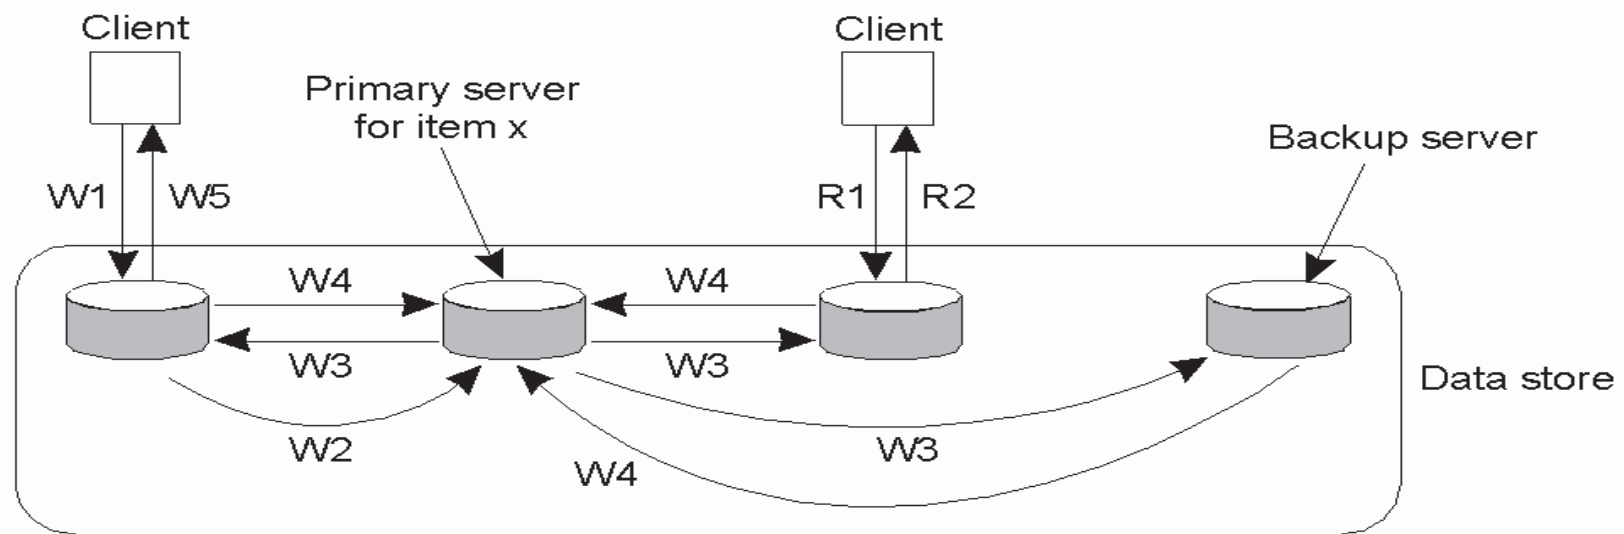 Client
Client
Primary server
for item x
Backup server
W1
W5
R1
R2
W4
W4
W3
W3
Data store
W2
W3
W4